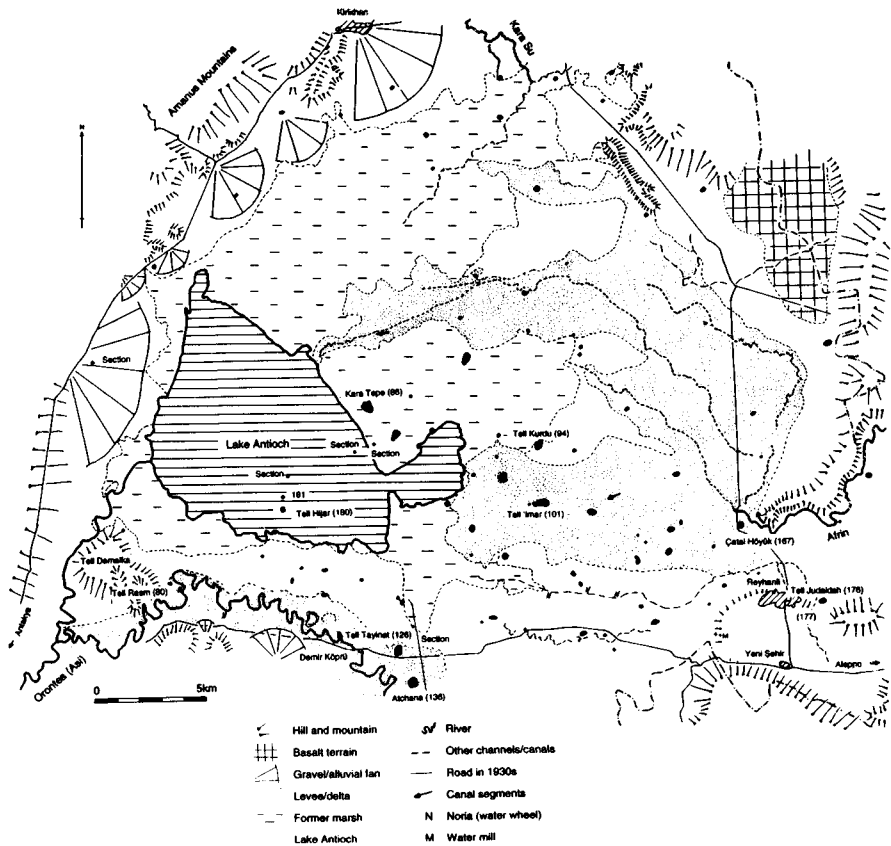 Kırıkhan
Kara Su
Amanus Mountains
N
Section
Kara Tepe (86)
Lake Antioch
Section
Section
Tell Kurdu (94)
Section
181
Tell Hijar (180)
Tell 'Imar (101)
Çatal Höyük (167)
Afrin
Tell Dernaika
Reyhanli
Tell Rasm (80)
Tell Judaidah (176)
(177)
Antakya
Tell Tayinat (126)
Section
M
Demir Köprü
Yeni Şehir
Aleppo
Orontes (Asi)
Atchana (136)
0 5km
Hill and mountain River
Basalt terrain Other channels/canals
Gravel/alluvial fan Road in 1930s
Levee/delta Canal segments
Former marsh N Noria (water wheel)
Lake Antioch M Water mill